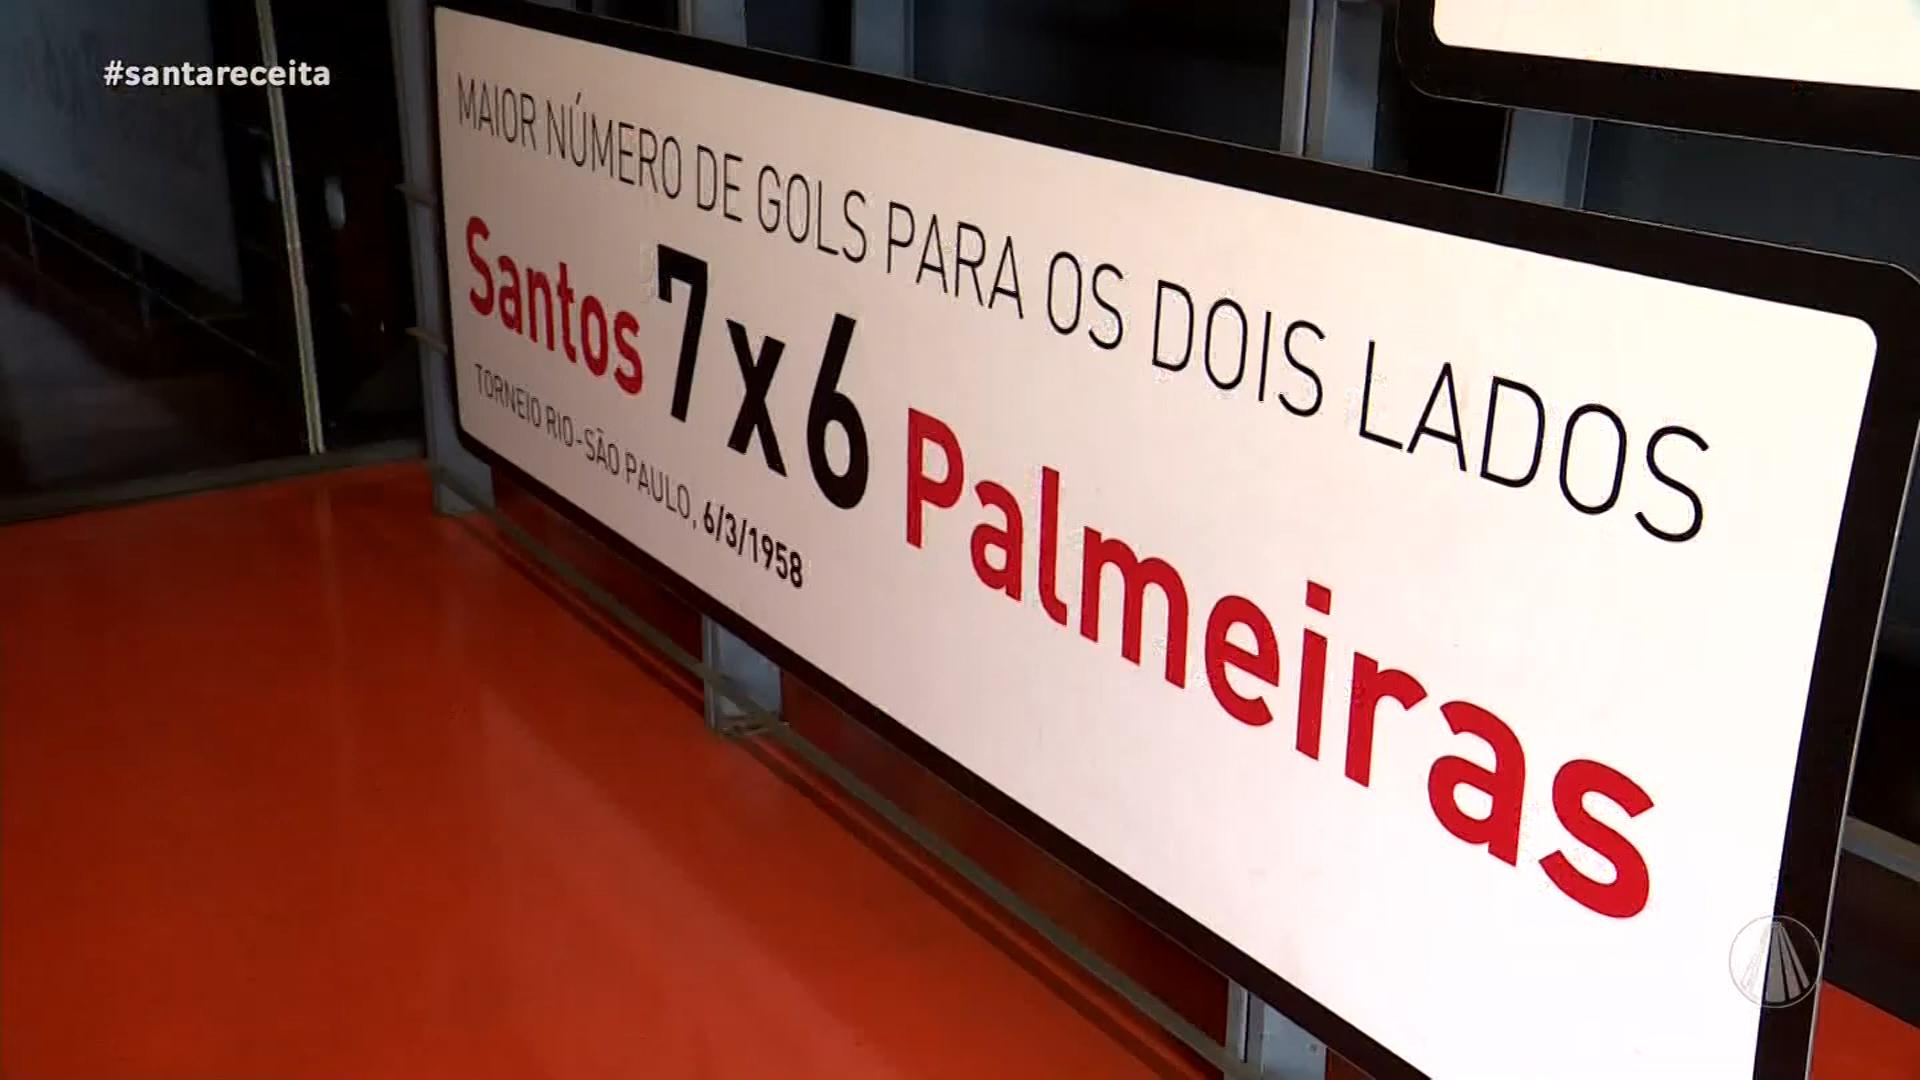 #santareceita
MAIOR NÚMERO DE GOLS PARA OS DOIS LADOS
Santos 7x6 Palmeiras
TORNEIO RIO-SÃO PAULO, 6/3/1958